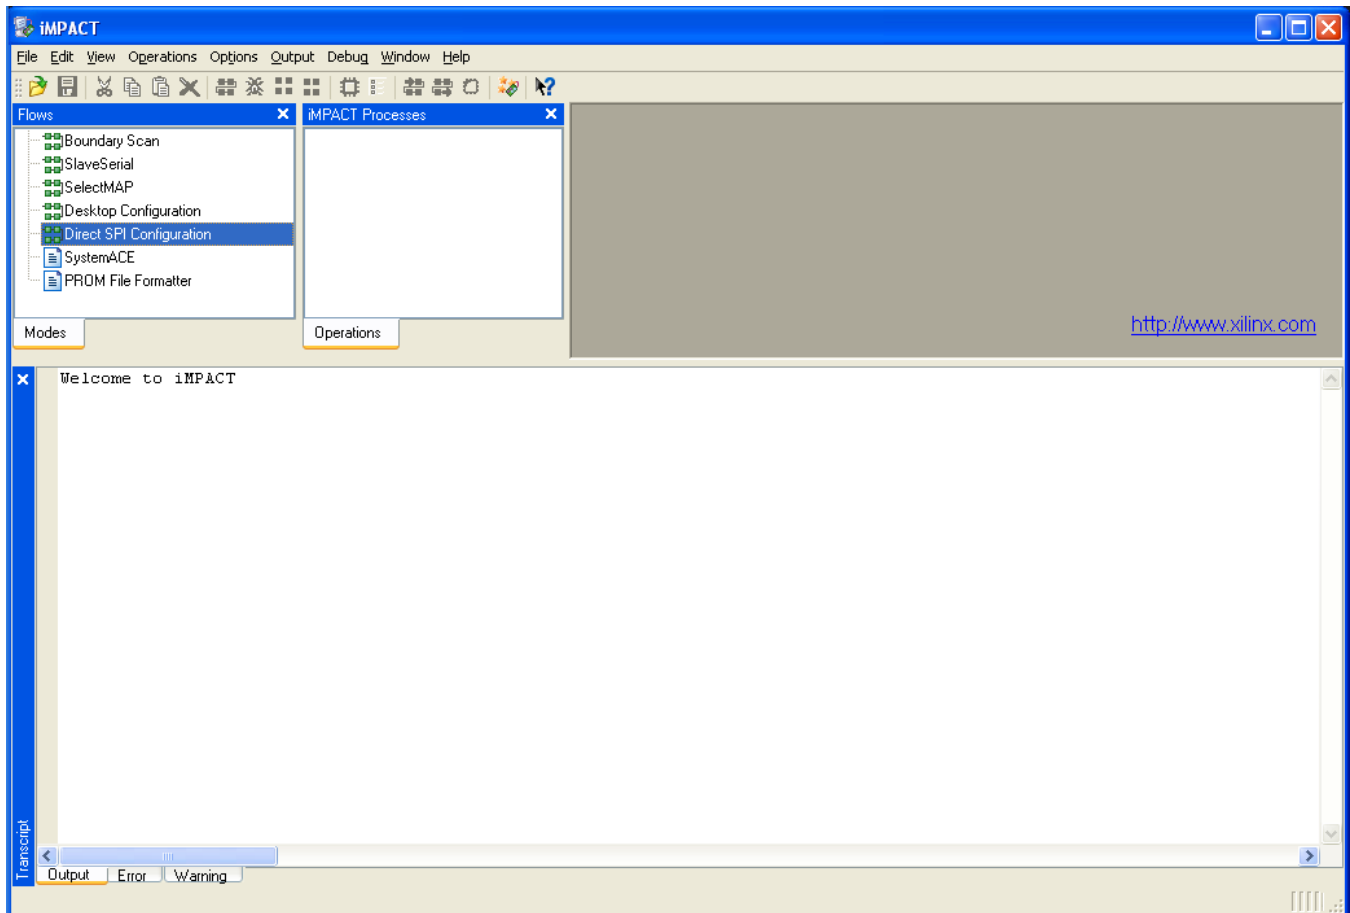 iMPACT
File Edit View Operations Options Output Debug Window Help
Flows
iMPACT Processes
Boundary Scan
SlaveSerial
SelectMAP
Desktop Configuration
Direct SPI Configuration
SystemACE
PROM File Formatter
Modes
Operations
http://www.xilinx.com
Welcome to iMPACT
Transcript
Output Error Warning